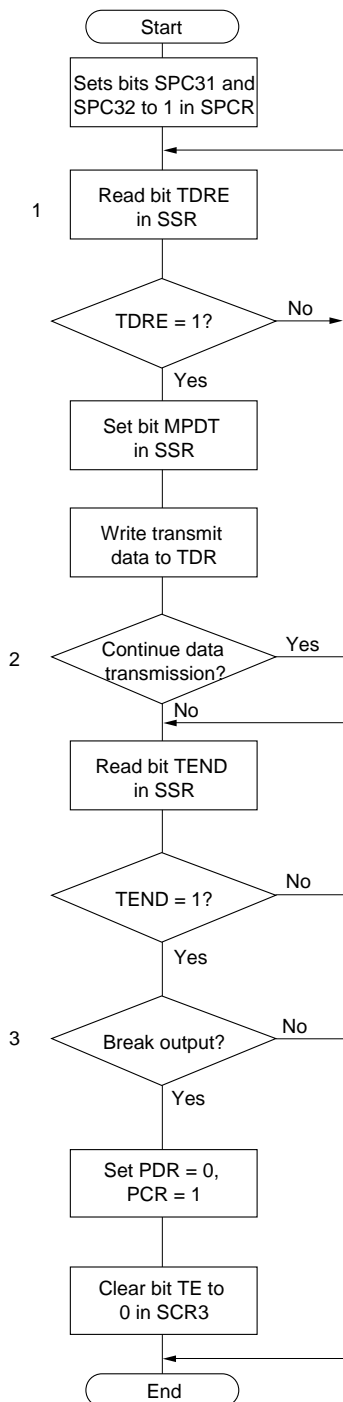 Start
Sets bits SPC31 and
SPC32 to 1 in SPCR
1
Read bit TDRE
in SSR
TDRE = 1?
No
Yes
Set bit MPDT
in SSR
Write transmit
data to TDR
2
Continue data
transmission?
Yes
No
Read bit TEND
in SSR
TEND = 1?
No
Yes
3
Break output?
No
Yes
Set PDR = 0,
PCR = 1
Clear bit TE to
0 in SCR3
End